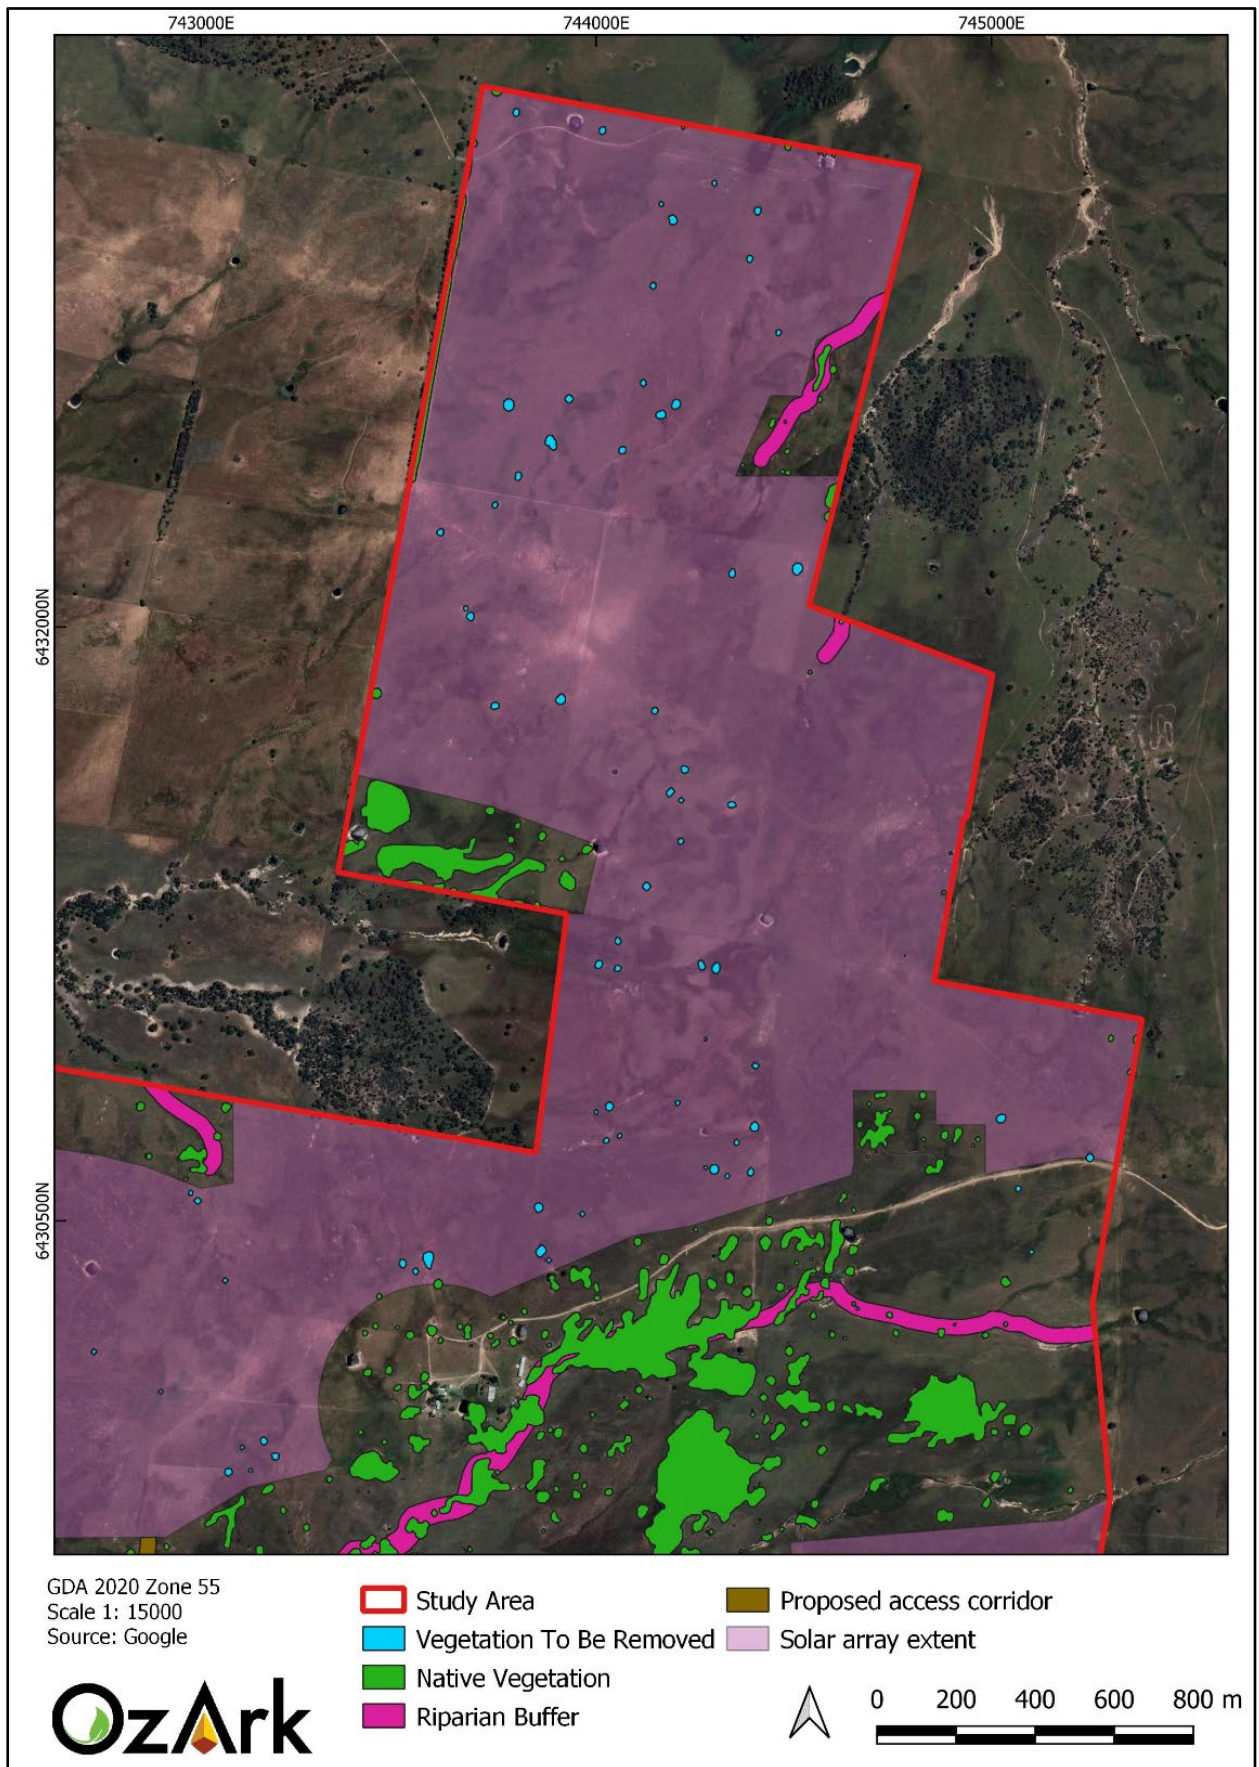 743000E
744000E
745000E
6432000N
6430500N
GDA 2020 Zone 55
Scale 1: 15000
Source: Google
Study Area
Vegetation To Be Removed
Native Vegetation
Riparian Buffer
Proposed access corridor
Solar array extent
OzArk
0 200 400 600 800 m